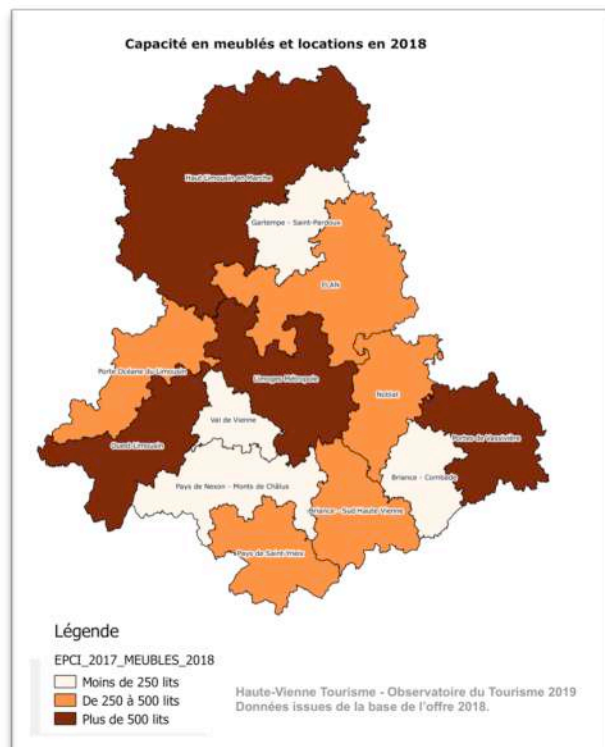 Capacité en meublés et locations en 2018
Haut Limousin en Marche
Gartempe - Saint-Pardoux
ELAN
Porte Océane du Limousin
Limoges Métropole
Noblat
Val de Vienne
Ouest Limousin
Portes de Vassivière
Pays de Nexon - Monts de Châlus
Briance - Combade
Briance - Sud Haute Vienne
Pays de Saint-Yrieix
Légende
EPCI_2017_MEUBLES_2018
Moins de 250 lits
De 250 à 500 lits
Plus de 500 lits
Haute-Vienne Tourisme - Observatoire du Tourisme 2019
Données issues de la base de l'offre 2018.